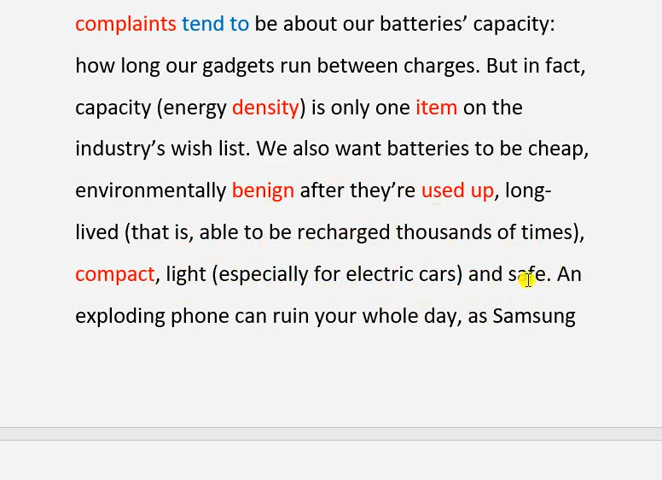 complaints tend to be about our batteries’ capacity:
how long our gadgets run between charges. But in fact,
capacity (energy density) is only one item on the
industry’s wish list. We also want batteries to be cheap,
environmentally benign after they’re used up, long-
lived (that is, able to be recharged thousands of times),
compact, light (especially for electric cars) and safe. An
exploding phone can ruin your whole day, as Samsung